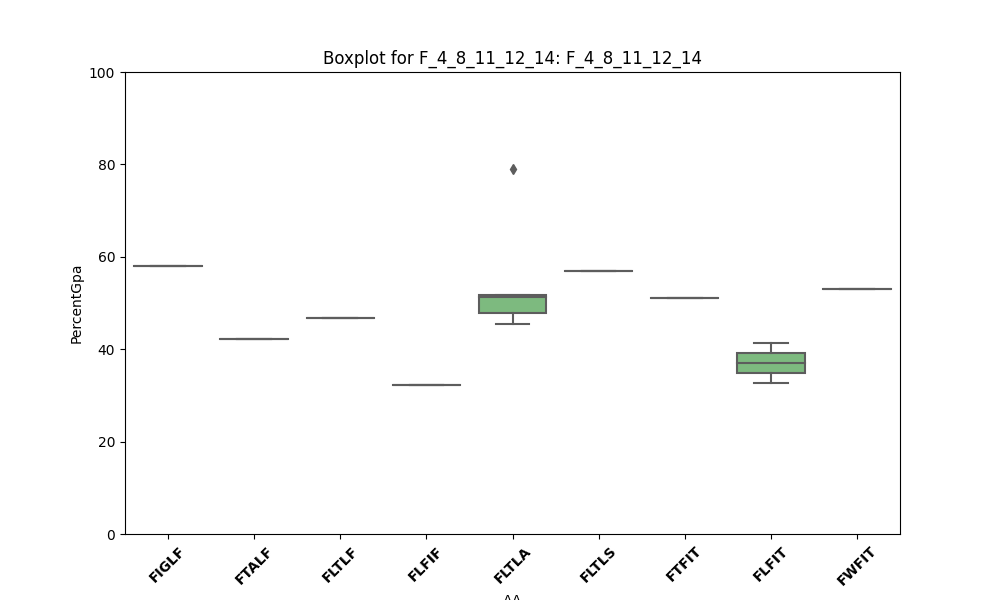 Boxplot for F_4_8_11_12_14: F_4_8_11_12_14
100
80
60
40
20
0
PercentGpa
FIGLF
FTALF
FLTLF
FLFIF
FLTLA
FLTLS
FTFIT
FLFIT
FWFIT
AA